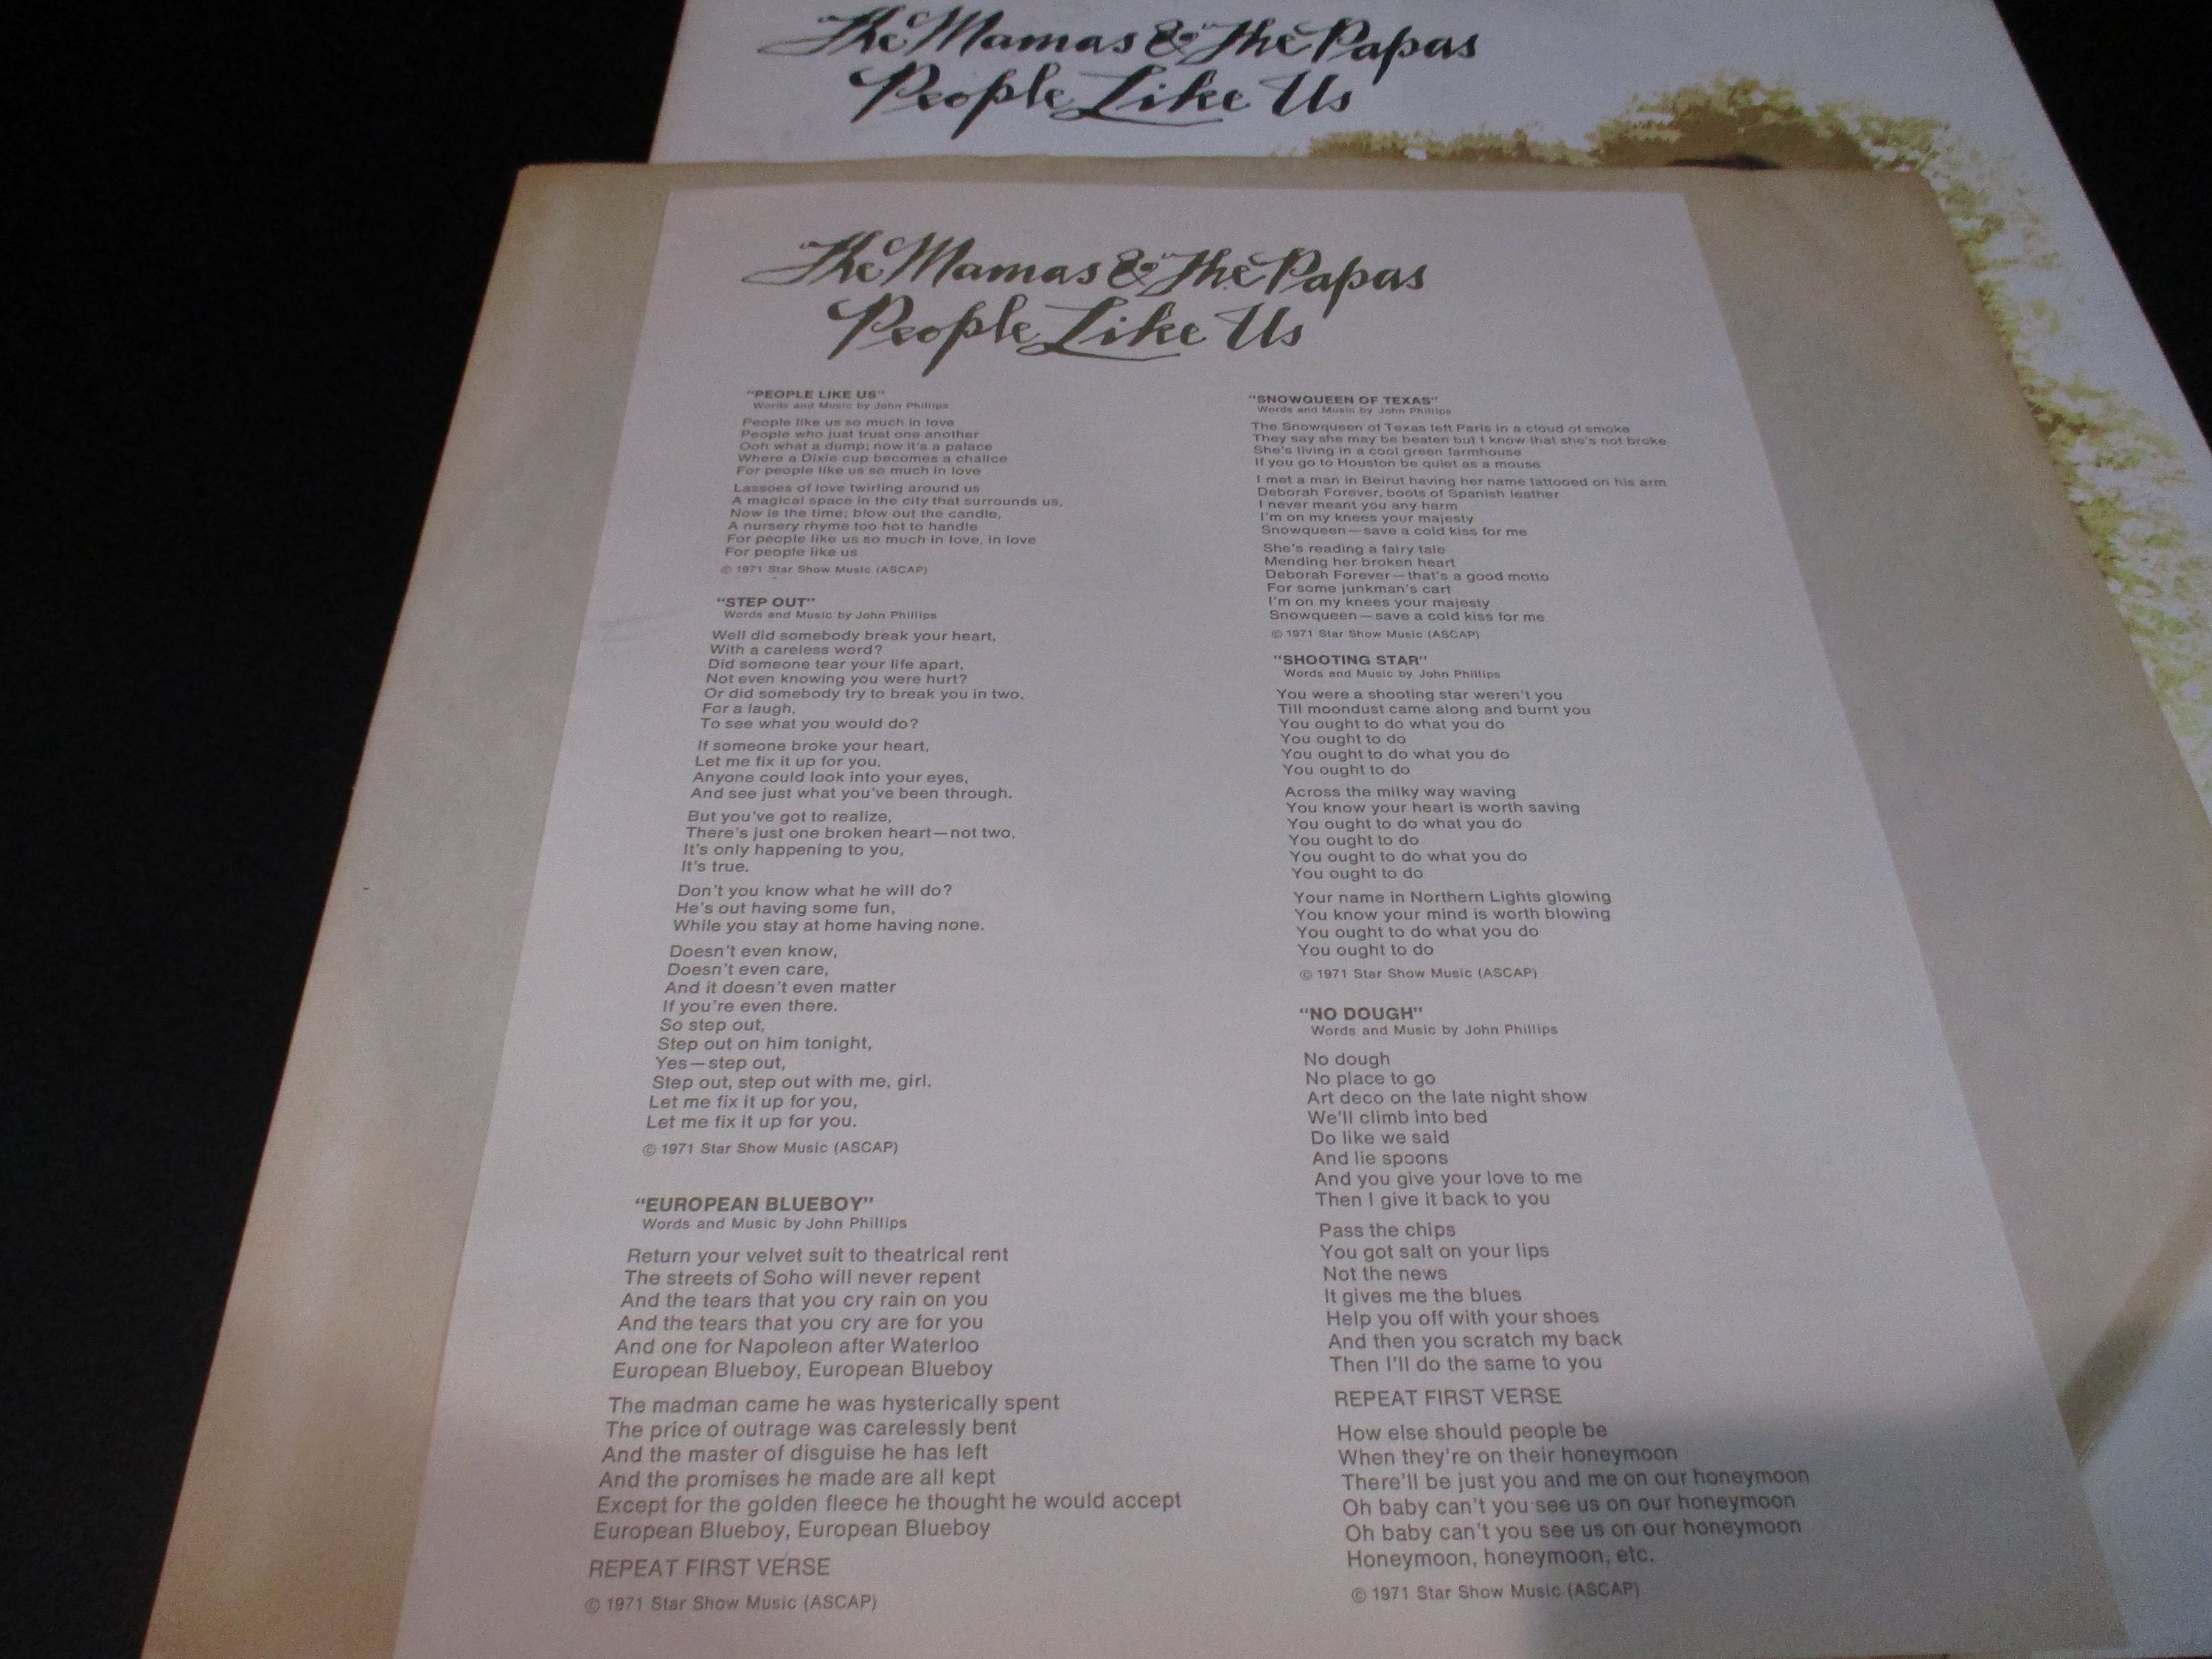 The Mamas & The Papas
People Like Us
The Mamas & The Papas
People Like Us
"PEOPLE LIKE US"
Words and Music by John Phillips
People like us so much in love
People who just trust one another
Ooh what a dump; now it's a palace
Where a Dixie cup becomes a chalice
For people like us so much in love
Lassoes of love twirling around us
A magical space in the city that surrounds us,
Now is the time; blow out the candle,
A nursery rhyme too hot to handle
For people like us so much in love, in love
For people like us
© 1971 Star Show Music (ASCAP)
"STEP OUT"
Words and Music by John Phillips
Well did somebody break your heart,
With a careless word?
Did someone tear your life apart,
Not even knowing you were hurt?
Or did somebody try to break you in two,
For a laugh,
To see what you would do?
If someone broke your heart,
Let me fix it up for you.
Anyone could look into your eyes,
And see just what you've been through.
But you've got to realize,
There's just one broken heart—not two,
It's only happening to you,
It's true.
Don't you know what he will do?
He's out having some fun,
While you stay at home having none.
Doesn't even know,
Doesn't even care,
And it doesn't even matter
If you're even there.
So step out,
Step out on him tonight,
Yes—step out,
Step out, step out with me, girl.
Let me fix it up for you,
Let me fix it up for you.
© 1971 Star Show Music (ASCAP)
"EUROPEAN BLUEBOY"
Words and Music by John Phillips
Return your velvet suit to theatrical rent
The streets of Soho will never repent
And the tears that you cry rain on you
And the tears that you cry are for you
And one for Napoleon after Waterloo
European Blueboy, European Blueboy
The madman came he was hysterically spent
The price of outrage was carelessly bent
And the master of disguise he has left
And the promises he made are all kept
Except for the golden fleece he thought he would accept
European Blueboy, European Blueboy
REPEAT FIRST VERSE
© 1971 Star Show Music (ASCAP)
"SNOWQUEEN OF TEXAS"
Words and Music by John Phillips
The Snowqueen of Texas left Paris in a cloud of smoke
They say she may be beaten but I know that she's not broke
She's living in a cool green farmhouse
If you go to Houston be quiet as a mouse
I met a man in Beirut having her name tattooed on his arm
Deborah Forever, boots of Spanish leather
I never meant you any harm
I'm on my knees your majesty
Snowqueen—save a cold kiss for me
She's reading a fairy tale
Mending her broken heart
Deborah Forever—that's a good motto
For some junkman's cart
I'm on my knees your majesty
Snowqueen—save a cold kiss for me
© 1971 Star Show Music (ASCAP)
"SHOOTING STAR"
Words and Music by John Phillips
You were a shooting star weren't you
Till moondust came along and burnt you
You ought to do what you do
You ought to do
You ought to do what you do
You ought to do
Across the milky way waving
You know your heart is worth saving
You ought to do what you do
You ought to do
You ought to do what you do
You ought to do
Your name in Northern Lights glowing
You know your mind is worth blowing
You ought to do what you do
You ought to do
© 1971 Star Show Music (ASCAP)
"NO DOUGH"
Words and Music by John Phillips
No dough
No place to go
Art deco on the late night show
We'll climb into bed
Do like we said
And lie spoons
And you give your love to me
Then I give it back to you
Pass the chips
You got salt on your lips
Not the news
It gives me the blues
Help you off with your shoes
And then you scratch my back
Then I'll do the same to you
REPEAT FIRST VERSE
How else should people be
When they're on their honeymoon
There'll be just you and me on our honeymoon
Oh baby can't you see us on our honeymoon
Oh baby can't you see us on our honeymoon
Honeymoon, honeymoon, etc.
© 1971 Star Show Music (ASCAP)